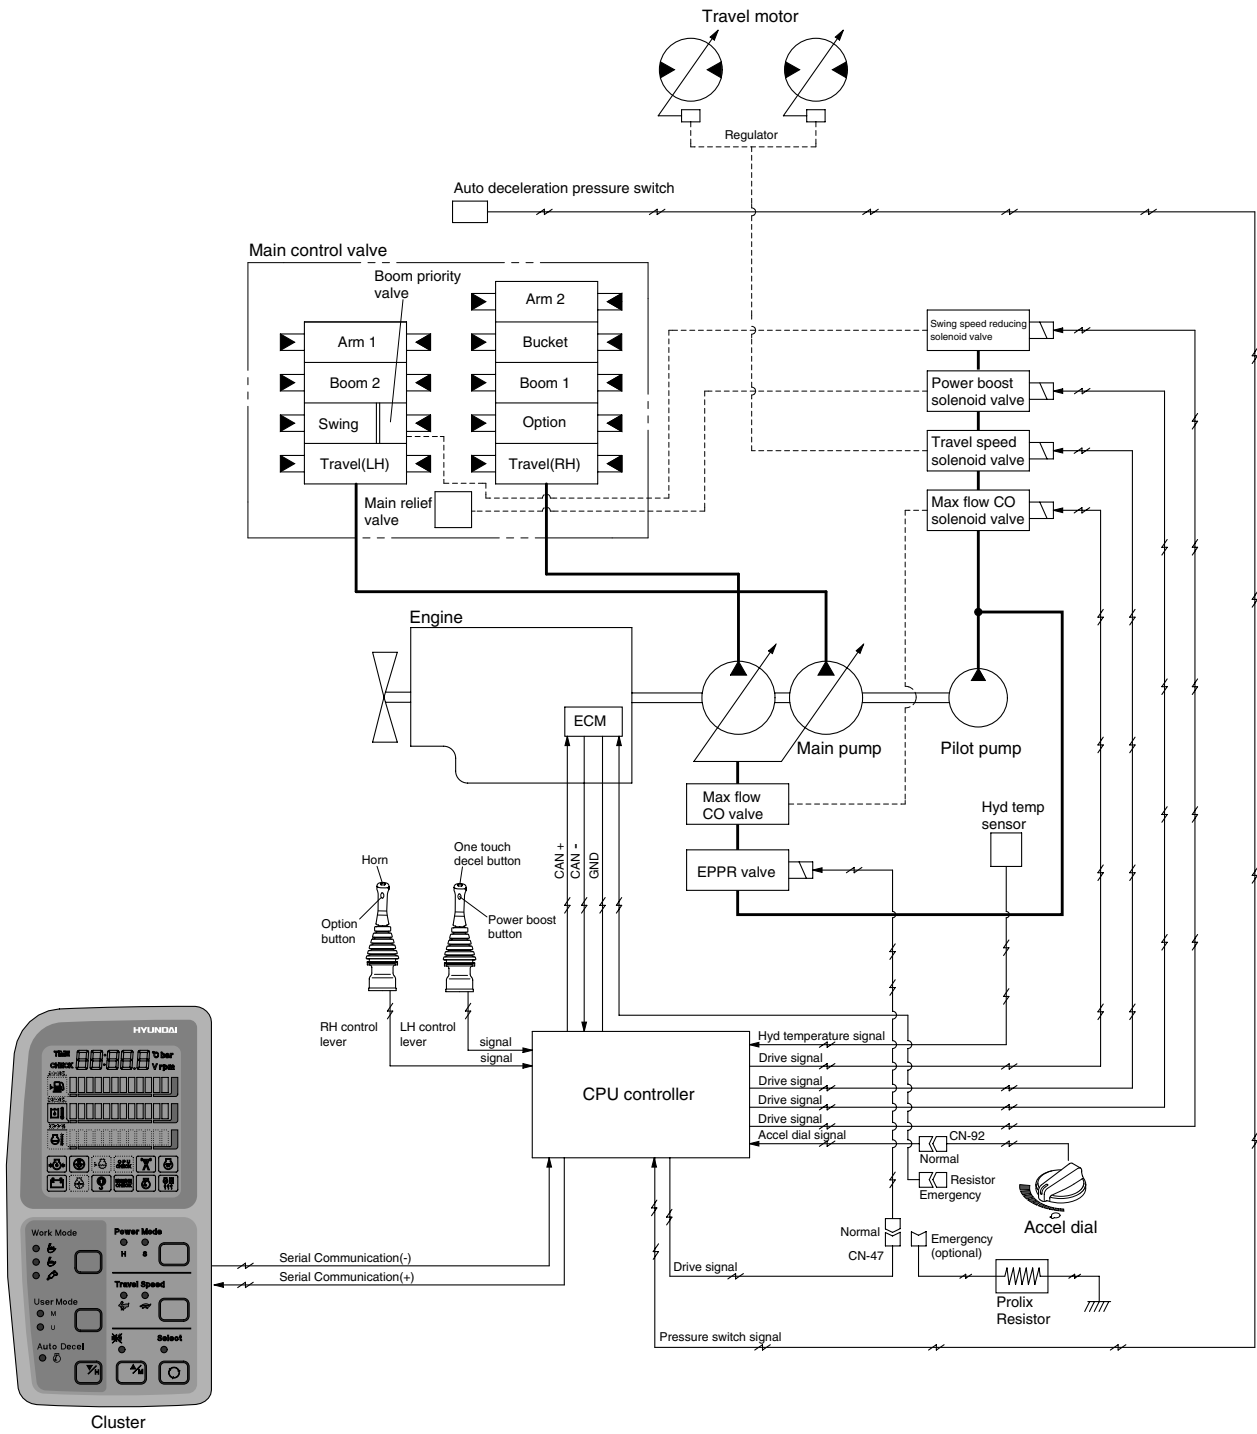 Travel motor
Regulator
Auto deceleration pressure switch
Main control valve
Boom priority
valve
Arm 1
Boom 2
Swing
Travel(LH)
Arm 2
Bucket
Boom 1
Option
Travel(RH)
Main relief
valve
Swing speed reducing
solenoid valve
Power boost
solenoid valve
Travel speed
solenoid valve
Max flow CO
solenoid valve
Engine
ECM
Main pump
Pilot pump
Max flow
CO valve
EPPR valve
Hyd temp
sensor
CAN +
CAN -
GND
Horn
Option
button
One touch
decel button
Power boost
button
RH control
lever
LH control
lever
signal
signal
CPU controller
Hyd temperature signal
Drive signal
Drive signal
Drive signal
Drive signal
Accel dial signal
CN-92
Normal
Resistor
Emergency
Accel dial
Normal
CN-47
Emergency
(optional)
Prolix
Resistor
Drive signal
Pressure switch signal
Serial Communication(-)
Serial Communication(+)
HYUNDAI
TIME
CHECK
°C bar
V rpm
Work Mode
Power Mode
H S
Travel Speed
User Mode
M
U
Auto Decel
Select
Cluster